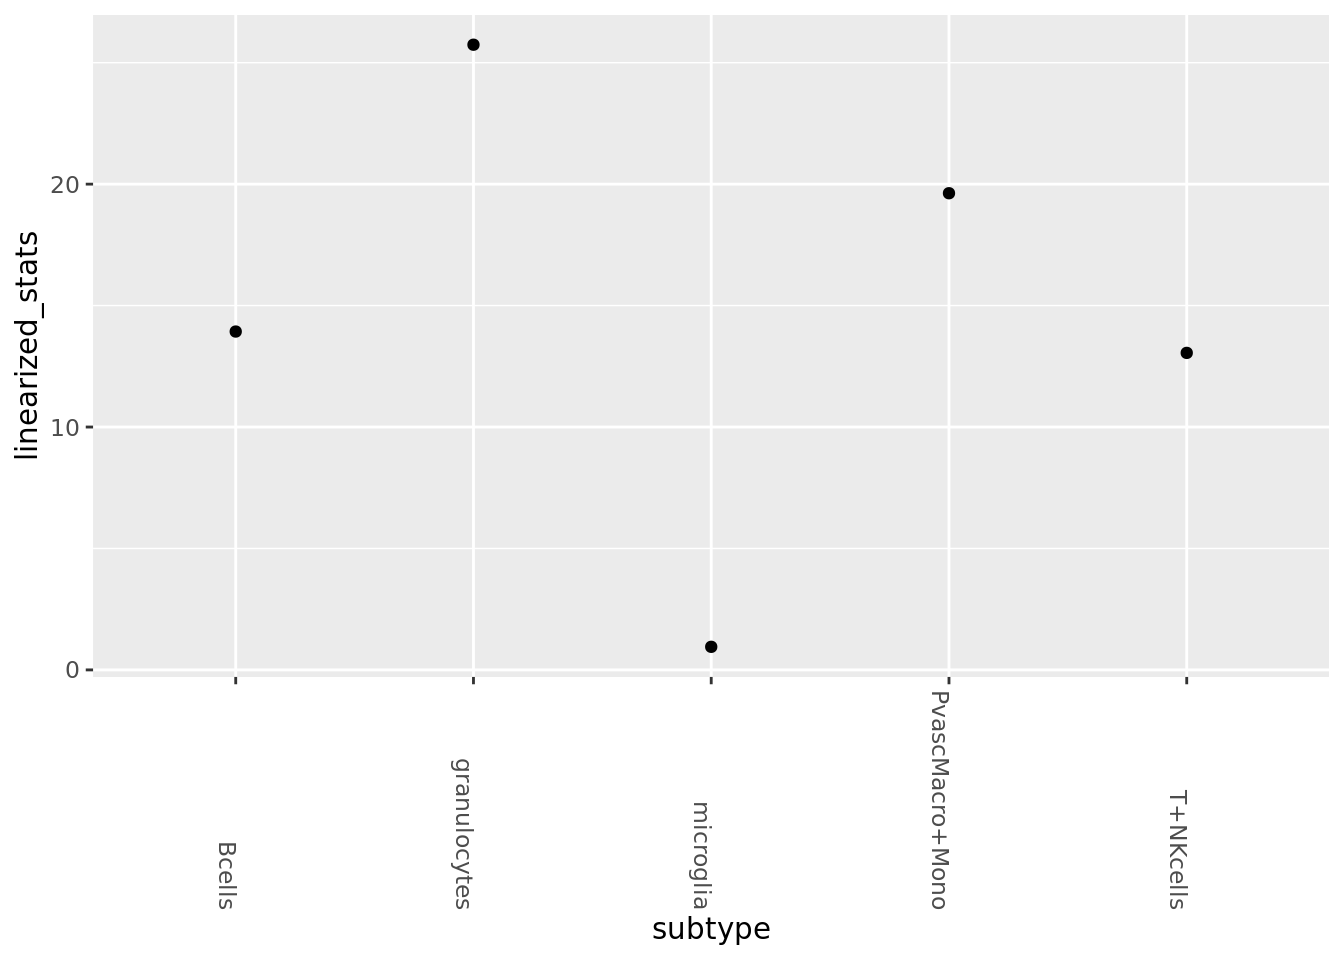 linearized_stats
20
10
0
Bcells
granulocytes
microglia
PvascMacro+Mono
T+NKcells
subtype